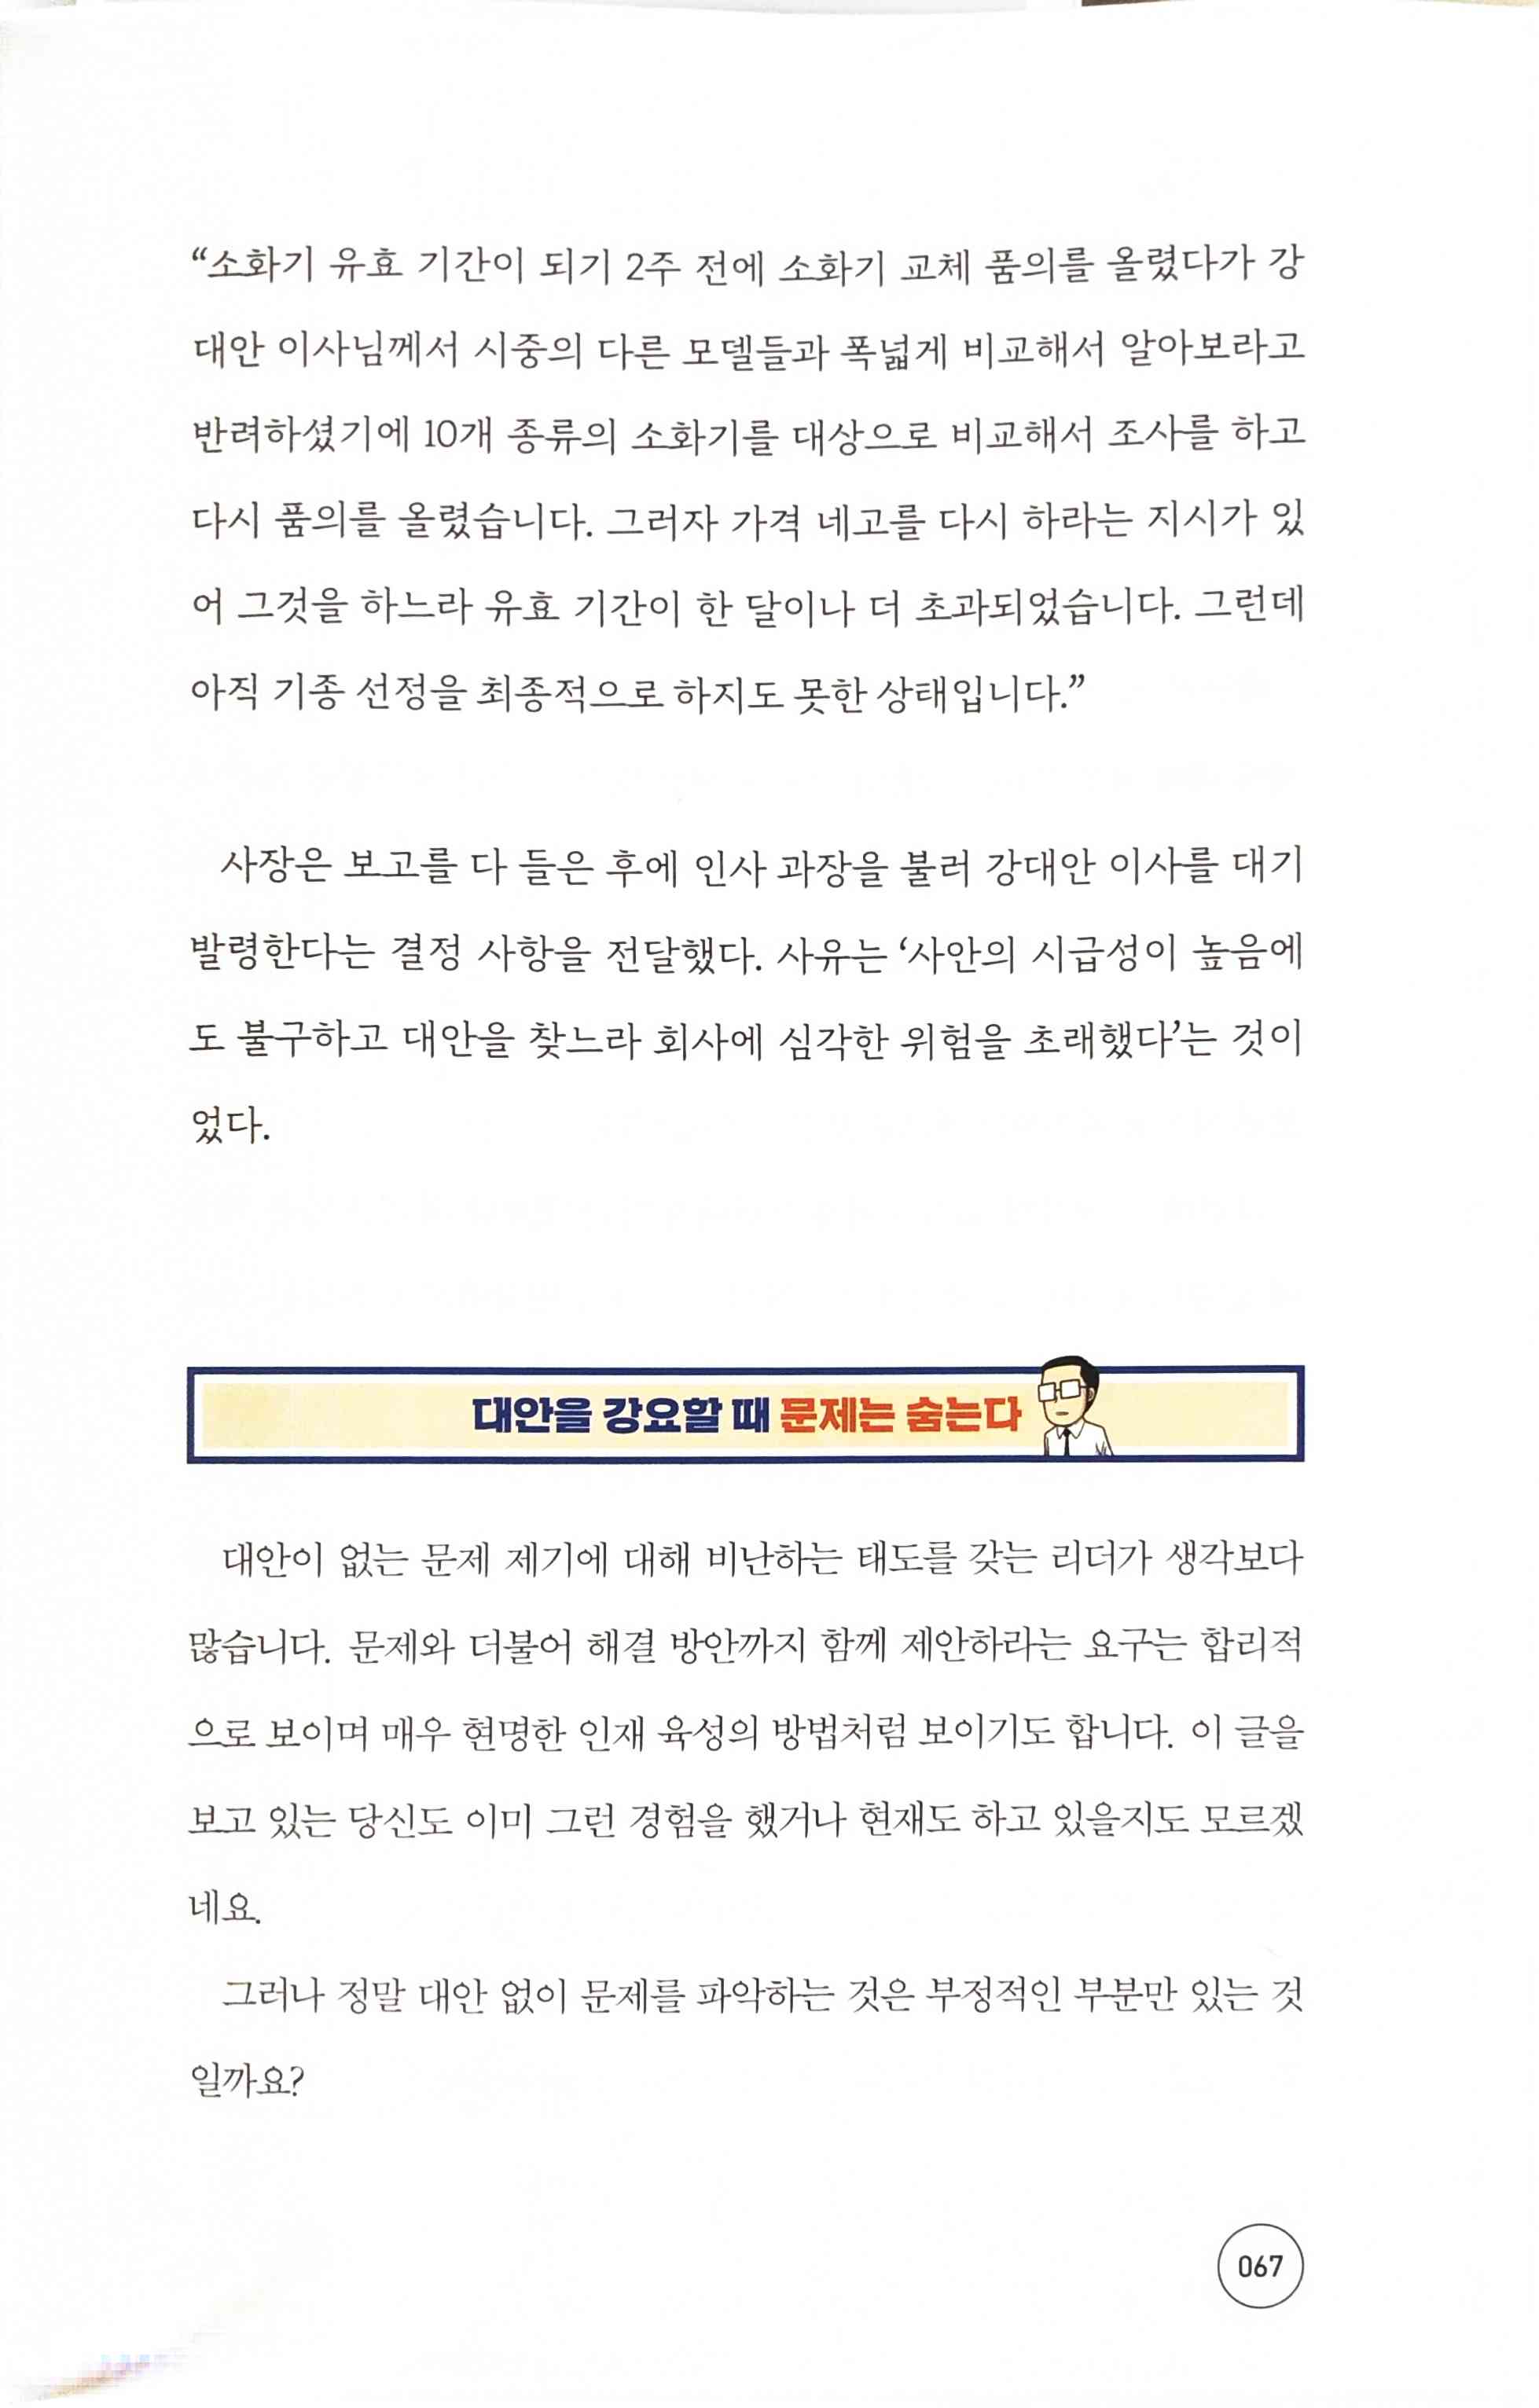 “소화기 유효 기간이 되기 2주 전에 소화기 교체 품의를 올렸다가 강
대안 이사님께서 시중의 다른 모델들과 폭넓게 비교해서 알아보라고
반려하셨기에 10개 종류의 소화기를 대상으로 비교해서 조사를 하고
다시 품의를 올렸습니다. 그러자 가격 네고를 다시 하라는 지시가 있
어 그것을 하느라 유효 기간이 한 달이나 더 초과되었습니다. 그런데
아직 기종 선정을 최종적으로 하지도 못한 상태입니다.”
사장은 보고를 다 들은 후에 인사 과장을 불러 강대안 이사를 대기
발령한다는 결정 사항을 전달했다. 사유는 ‘사안의 시급성이 높음에
도 불구하고 대안을 찾느라 회사에 심각한 위험을 초래했다’는 것이
었다.
대안을 강요할 때 문제는 숨는다
대안이 없는 문제 제기에 대해 비난하는 태도를 갖는 리더가 생각보다
많습니다. 문제와 더불어 해결 방안까지 함께 제안하라는 요구는 합리적
으로 보이며 매우 현명한 인재 육성의 방법처럼 보이기도 합니다. 이 글을
보고 있는 당신도 이미 그런 경험을 했거나 현재도 하고 있을지도 모르겠
네요.
그러나 정말 대안 없이 문제를 파악하는 것은 부정적인 부분만 있는 것
일까요?
067